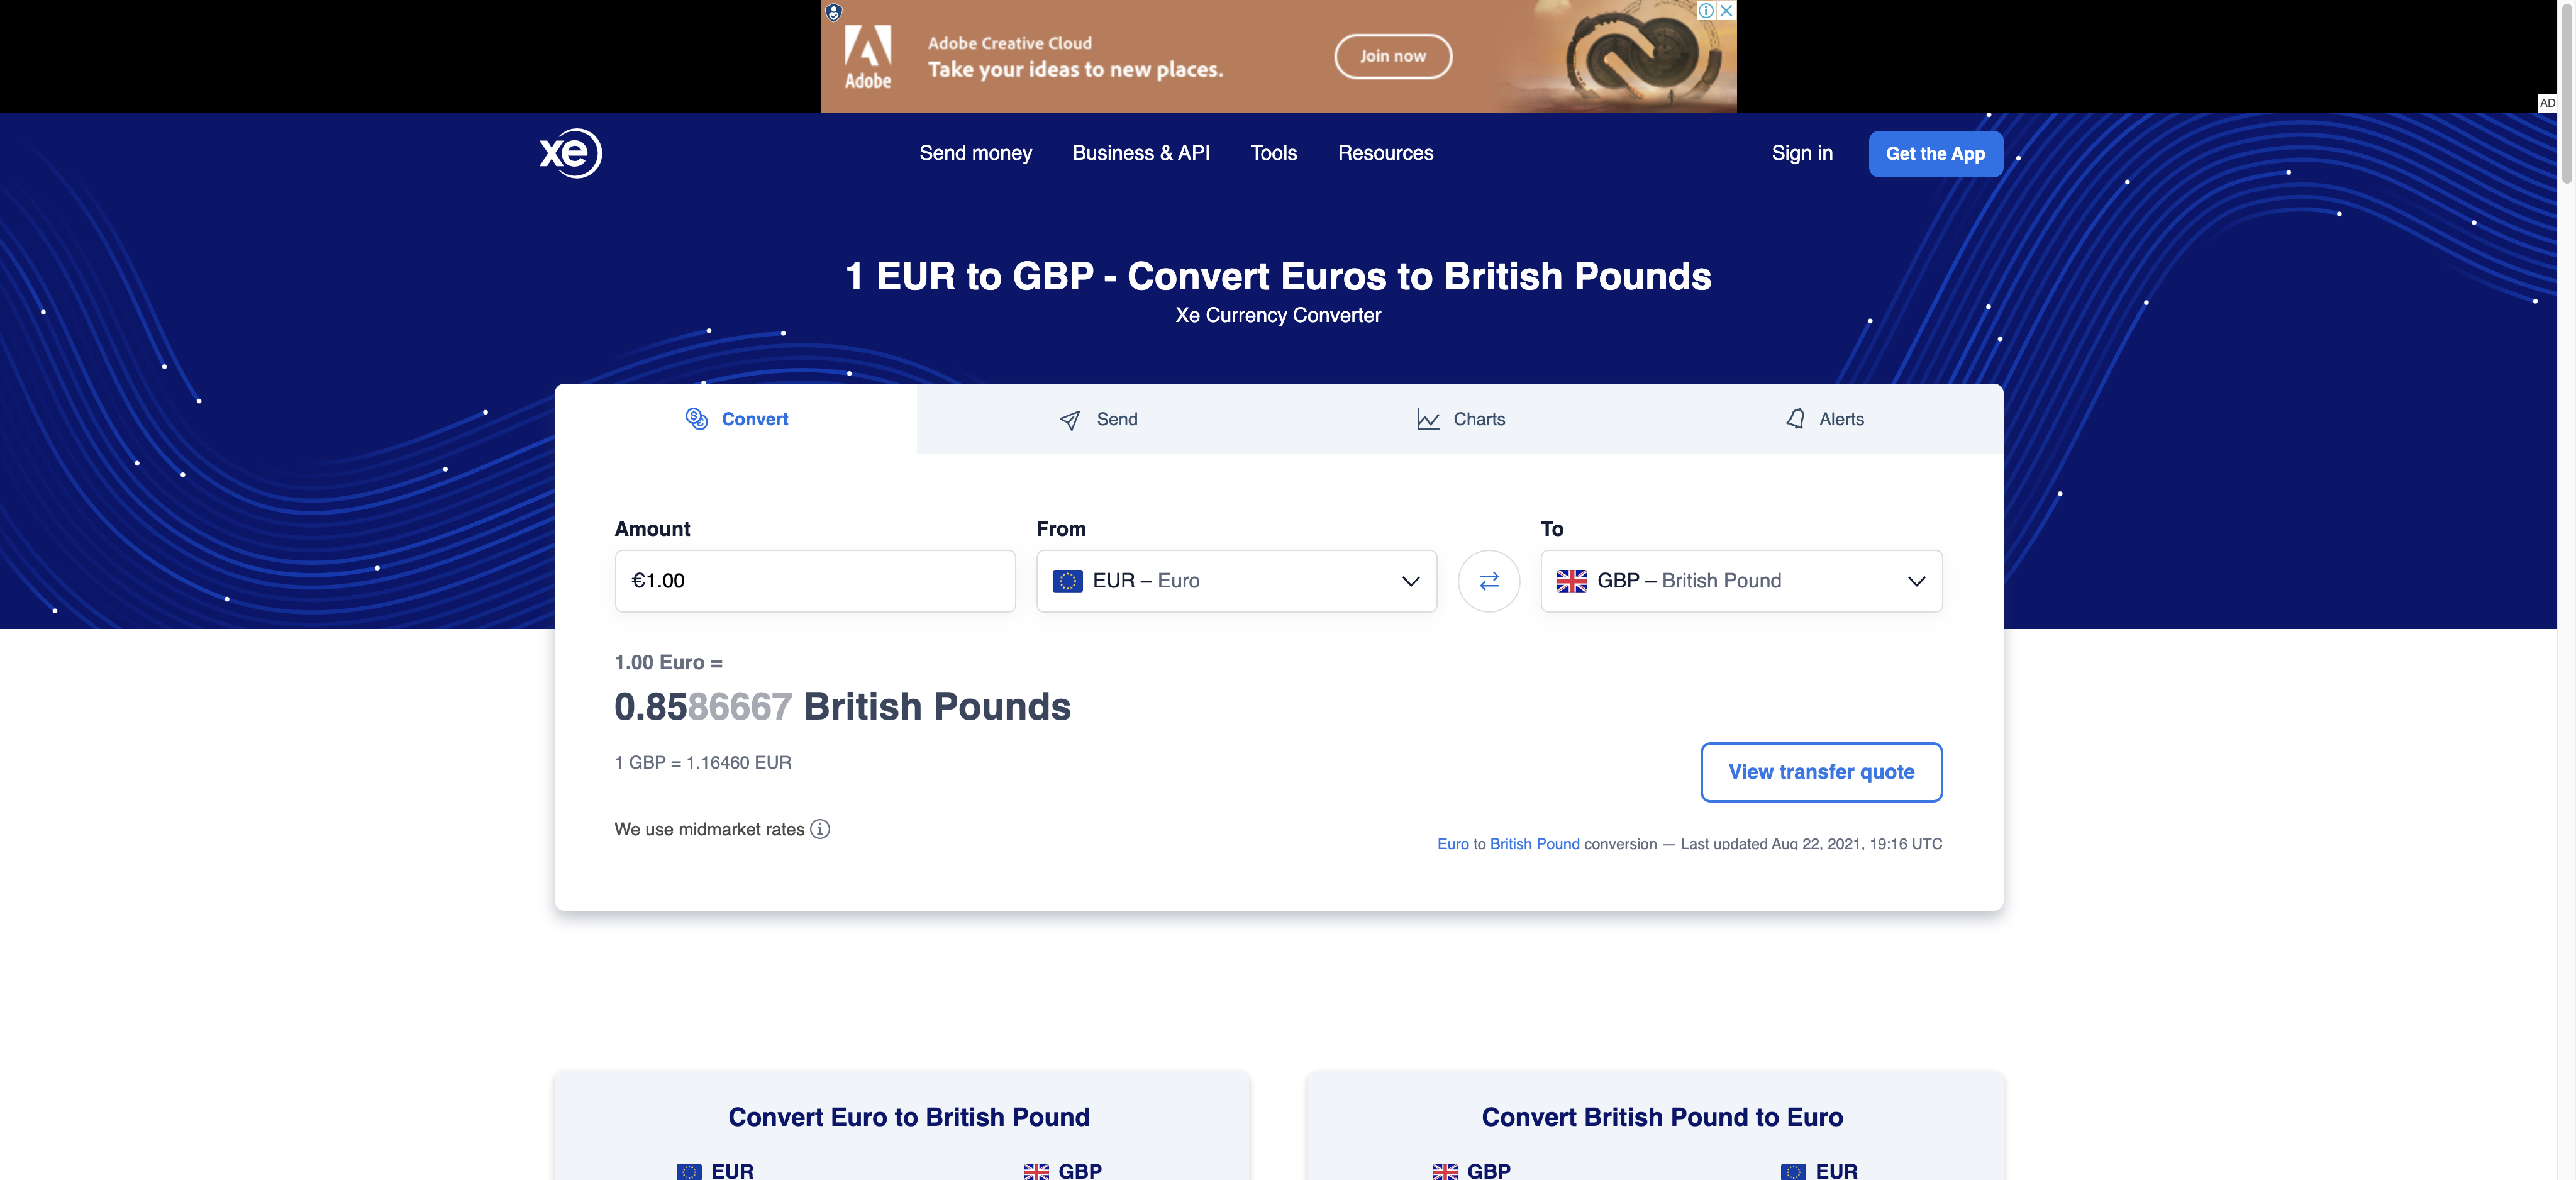 Adobe
Adobe Creative Cloud
Take your ideas to new places.
Join now
AD
xe
Send money
Business & API
Tools
Resources
Sign in
Get the App
1 EUR to GBP - Convert Euros to British Pounds
Xe Currency Converter
Convert
Send
Charts
Alerts
Amount
From
To
€1.00
EUR – Euro
GBP – British Pound
1.00 Euro =
0.8586667 British Pounds
1 GBP = 1.16460 EUR
View transfer quote
We use midmarket rates
Euro to British Pound conversion — Last updated Aug 22, 2021, 19:16 UTC
Convert Euro to British Pound
EUR
GBP
Convert British Pound to Euro
GBP
EUR